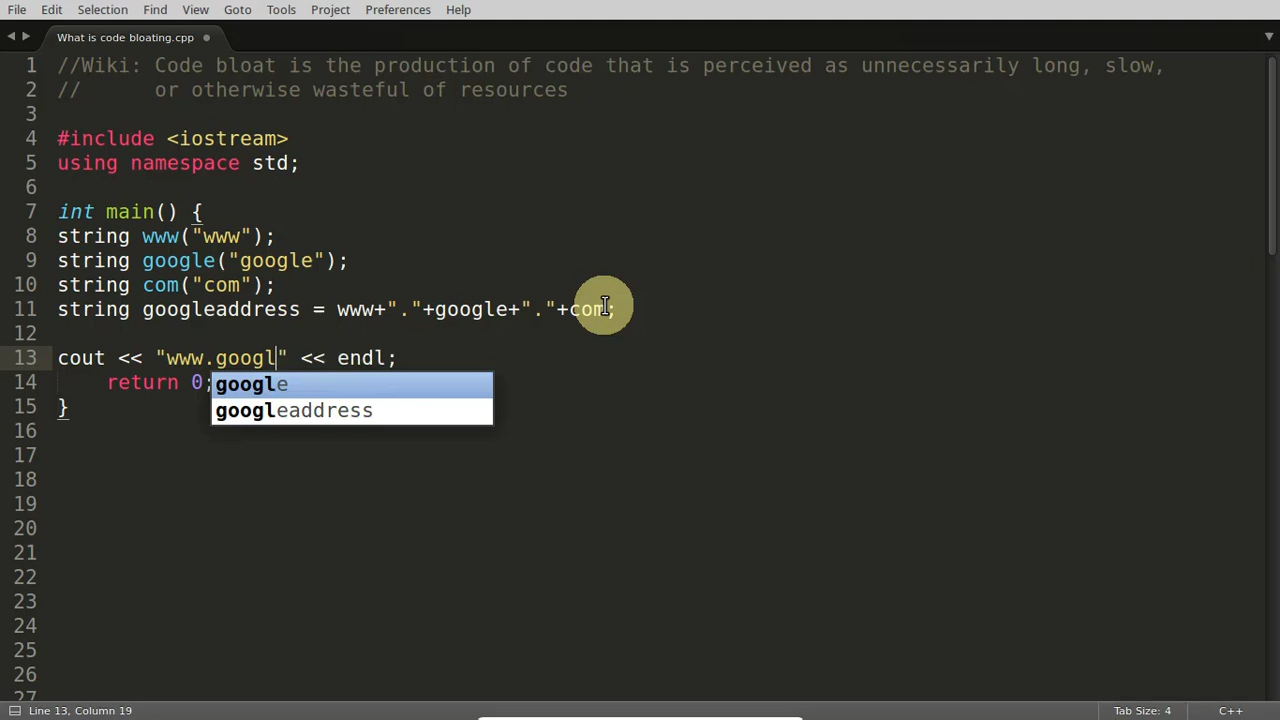 File Edit Selection Find View Goto Tools Project Preferences Help
What is code bloating.cpp
1 //Wiki: Code bloat is the production of code that is perceived as unnecessarily long, slow,
2 //      or otherwise wasteful of resources
3
4 #include <iostream>
5 using namespace std;
6
7 int main() {
8 string www("www");
9 string google("google");
10 string com("com");
11 string googleaddress = www+"."+google+"."+com;
12
13 cout << "www.googl" << endl;
14     return 0;
google
15 }
googleaddress
16
17
18
19
20
21
22
23
24
25
26
27
Line 13, Column 19 Tab Size: 4 C++